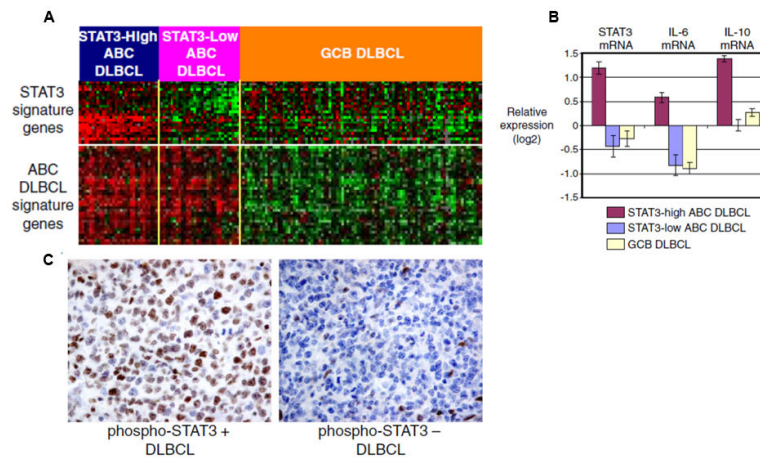 A
STAT3-High
ABC
DLBCL
STAT3-Low
ABC
DLBCL
GCB DLBCL
STAT3
signature
genes
ABC
DLBCL
signature
genes
B
STAT3
mRNA
IL-6
mRNA
IL-10
mRNA
Relative
expression
(log2)
1.5
1.0
0.5
0
-0.5
-1.0
-1.5
STAT3-high ABC DLBCL
STAT3-low ABC DLBCL
GCB DLBCL
C
phospho-STAT3 +
DLBCL
phospho-STAT3 –
DLBCL